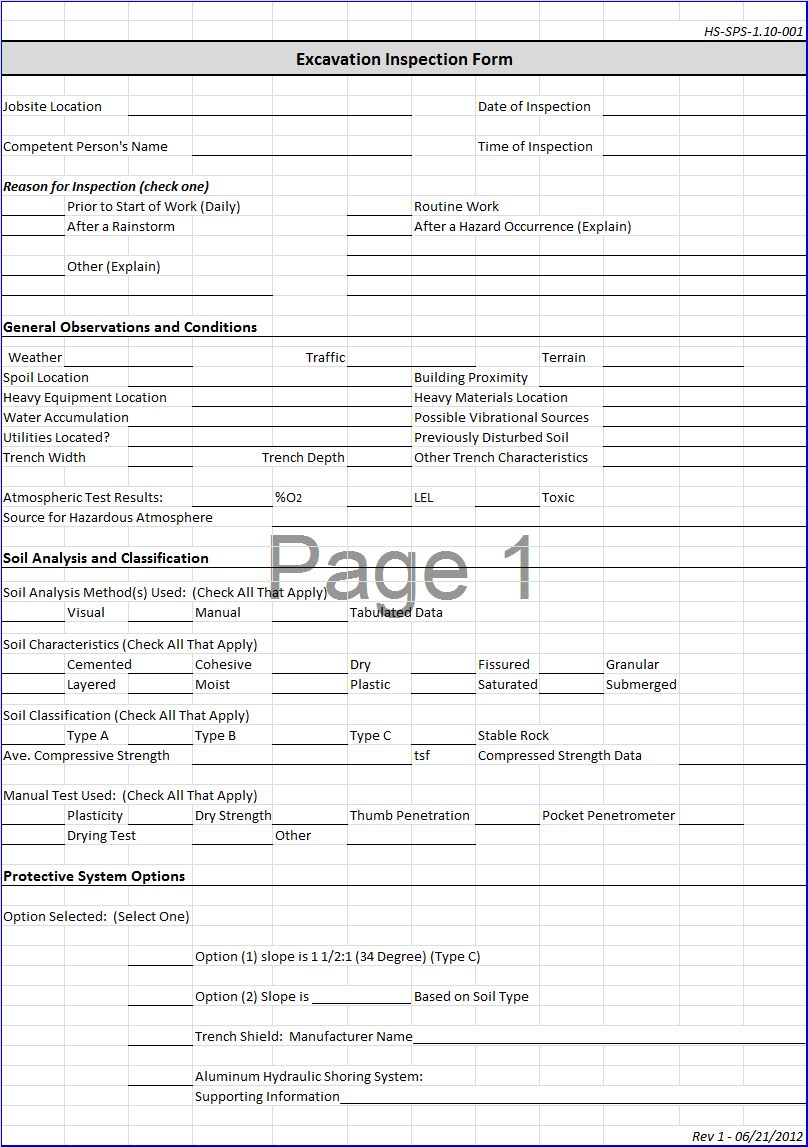 HS-SPS-1.10-001
Excavation Inspection Form
Jobsite Location Date of Inspection
Competent Person's Name Time of Inspection
Reason for Inspection (check one)
Prior to Start of Work (Daily) Routine Work
After a Rainstorm After a Hazard Occurrence (Explain)
Other (Explain)
General Observations and Conditions
Weather Traffic Terrain
Spoil Location Building Proximity
Heavy Equipment Location Heavy Materials Location
Water Accumulation Possible Vibrational Sources
Utilities Located? Previously Disturbed Soil
Trench Width Trench Depth Other Trench Characteristics
Atmospheric Test Results: %O2 LEL Toxic
Source for Hazardous Atmosphere
Page 1
Soil Analysis and Classification
Soil Analysis Method(s) Used: (Check All That Apply)
Visual Manual Tabulated Data
Soil Characteristics (Check All That Apply)
Cemented Cohesive Dry Fissured Granular
Layered Moist Plastic Saturated Submerged
Soil Classification (Check All That Apply)
Type A Type B Type C Stable Rock
Ave. Compressive Strength tsf Compressed Strength Data
Manual Test Used: (Check All That Apply)
Plasticity Dry Strength Thumb Penetration Pocket Penetrometer
Drying Test Other
Protective System Options
Option Selected: (Select One)
Option (1) slope is 1 1/2:1 (34 Degree) (Type C)
Option (2) Slope is Based on Soil Type
Trench Shield: Manufacturer Name
Aluminum Hydraulic Shoring System:
Supporting Information
Rev 1 - 06/21/2012